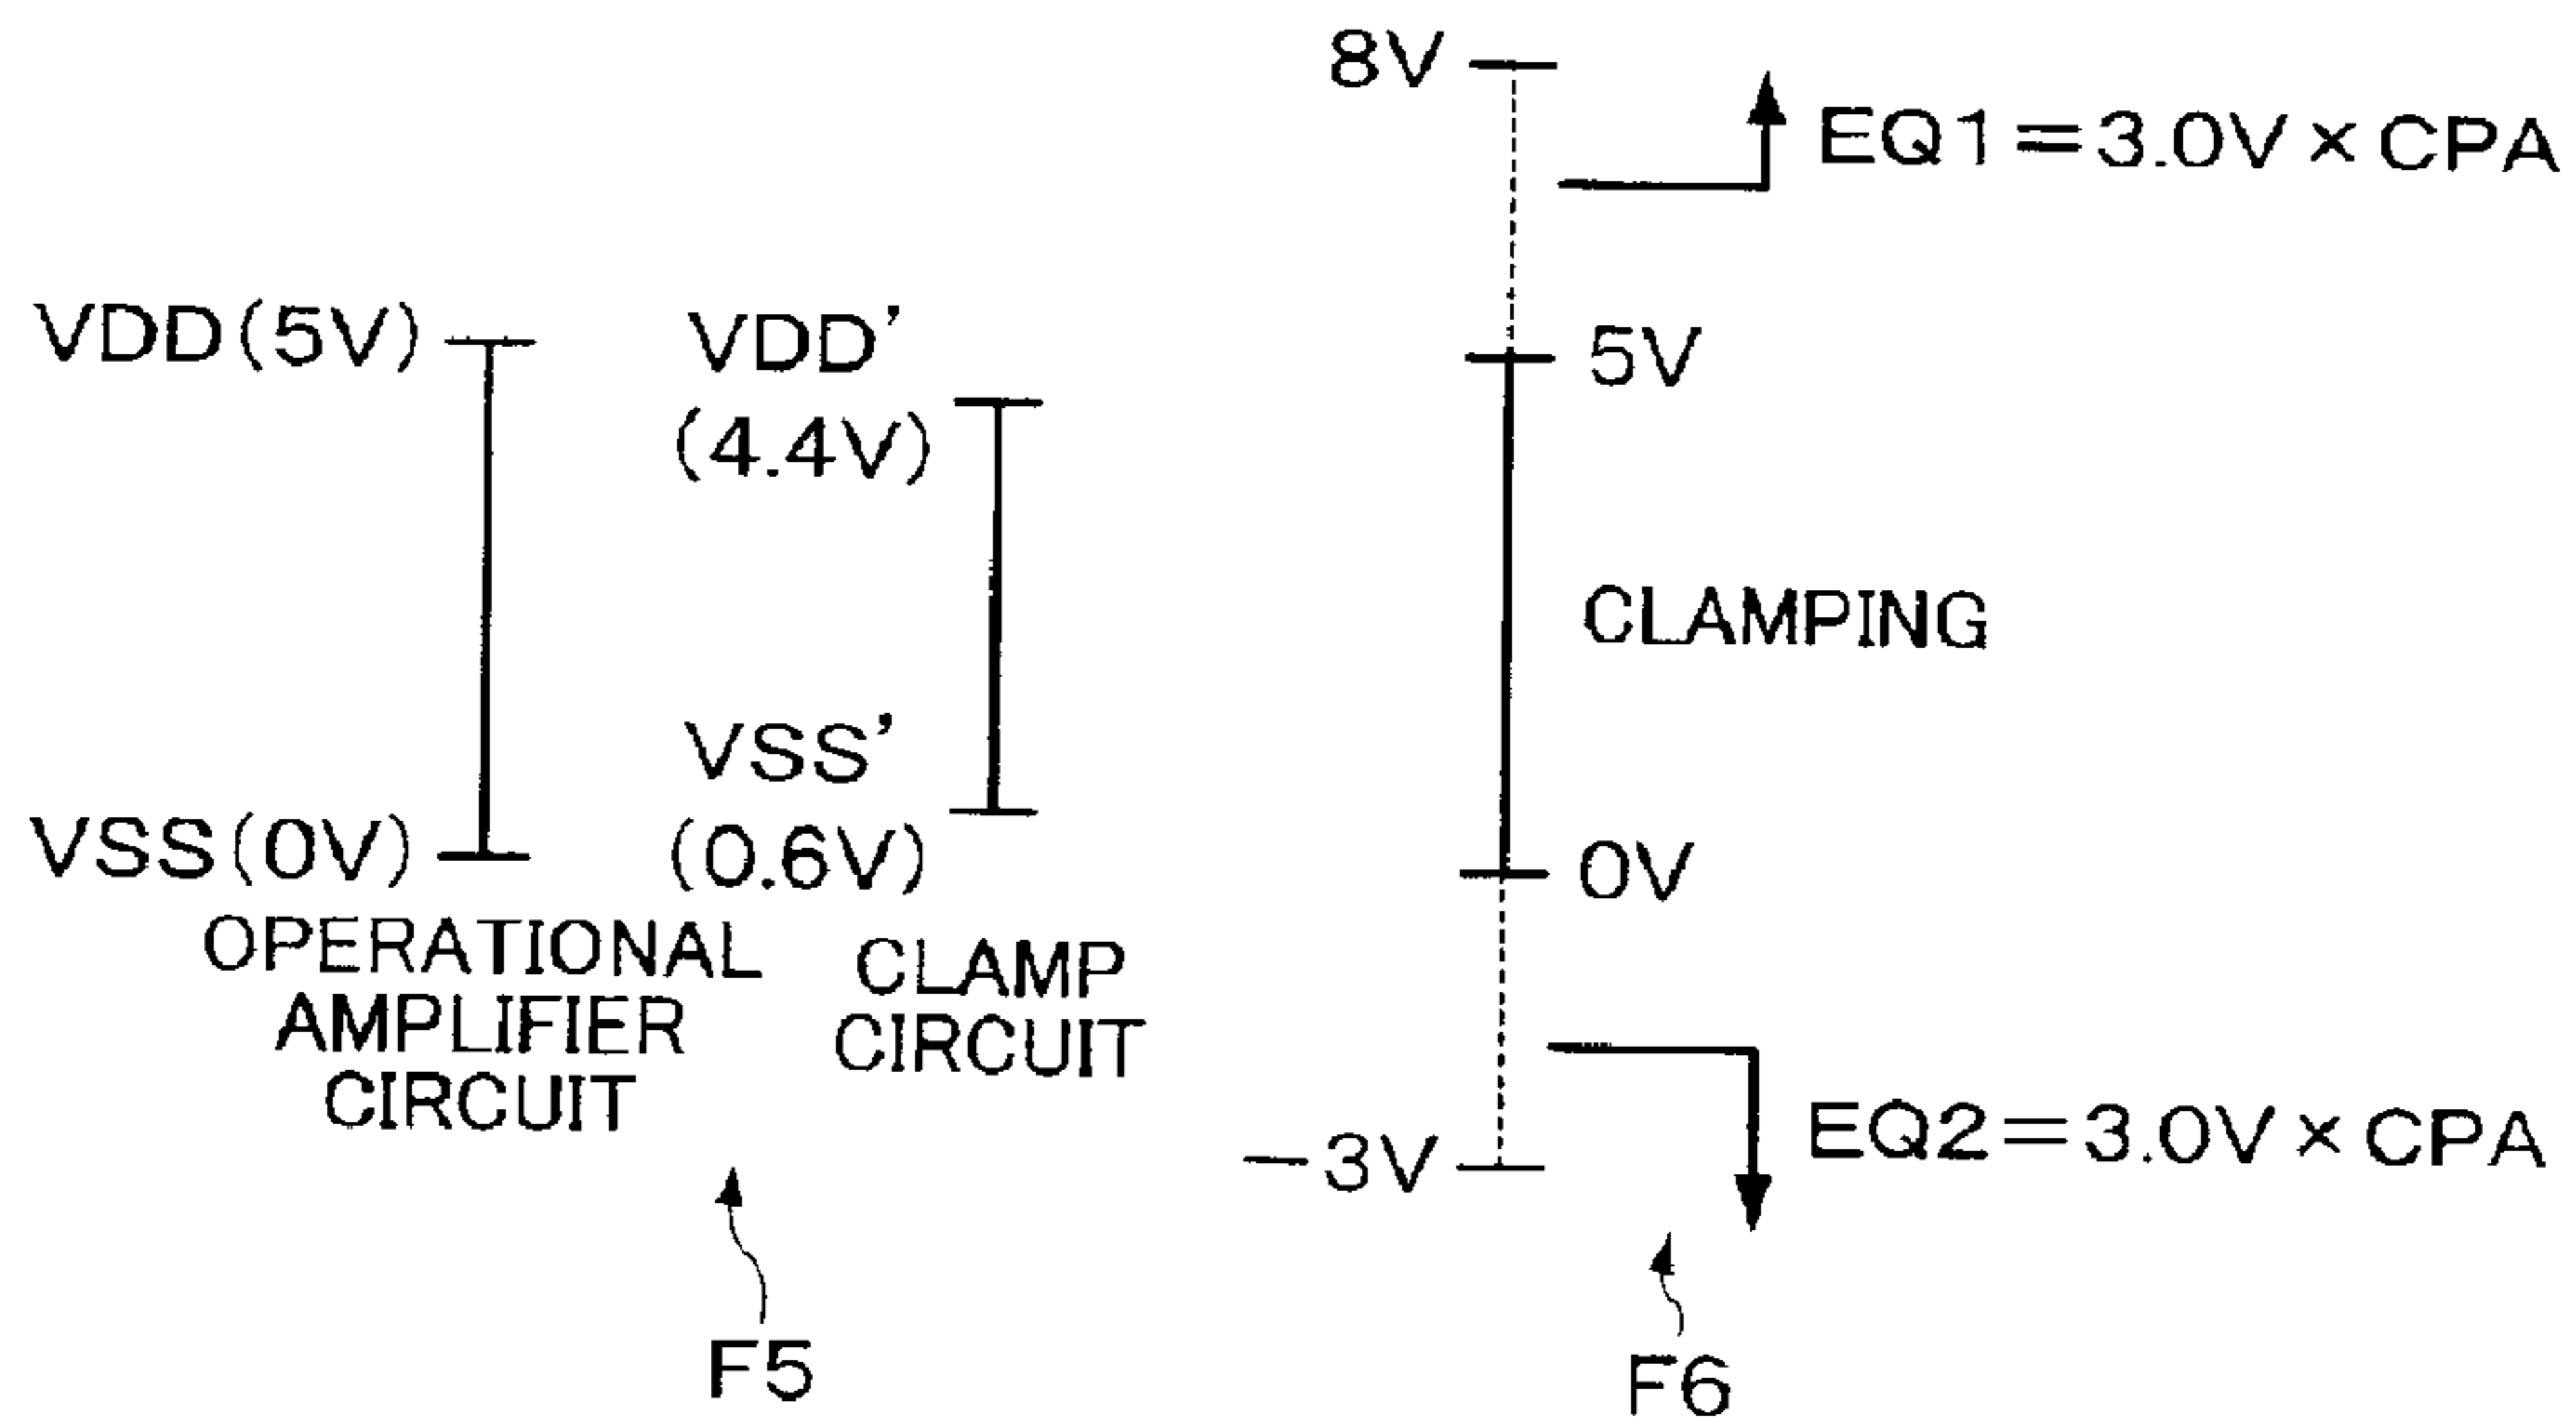 VDD(5V)
VSS(0V)
OPERATIONAL
AMPLIFIER
CIRCUIT
VDD'
(4.4V)
VSS'
(0.6V)
CLAMP
CIRCUIT
F5
8V
EQ1=3.0V×CPA
5V
CLAMPING
0V
-3V
EQ2=3.0V×CPA
F6